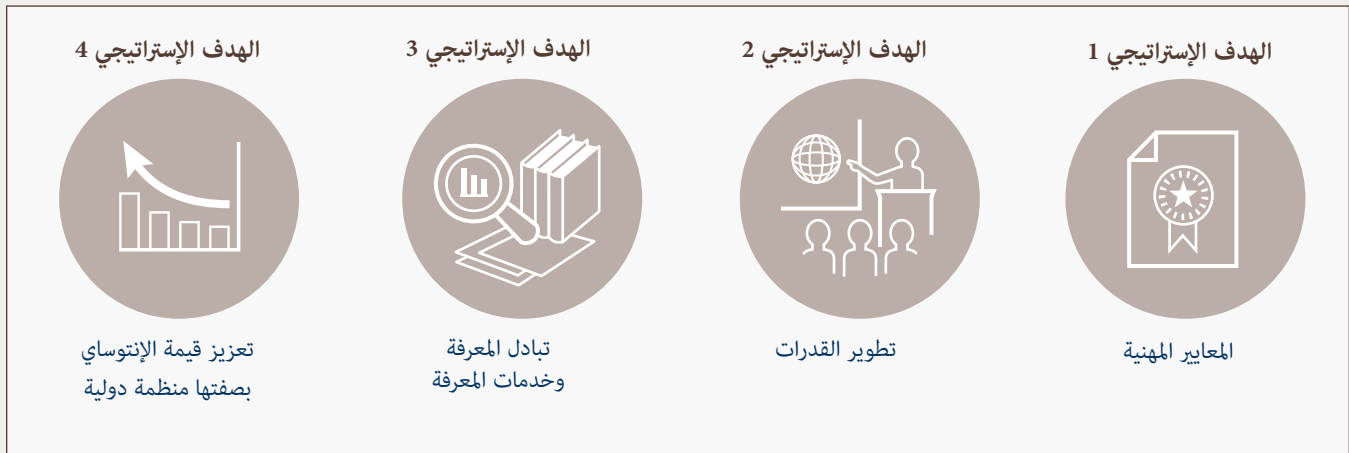 الهدف الإستراتيجي 1
المعايير المهنية
الهدف الإستراتيجي 2
تطوير القدرات
الهدف الإستراتيجي 3
تبادل المعرفة
وخدمات المعرفة
الهدف الإستراتيجي 4
تعزيز قيمة الإنتوساي
بصفتها منظمة دولية